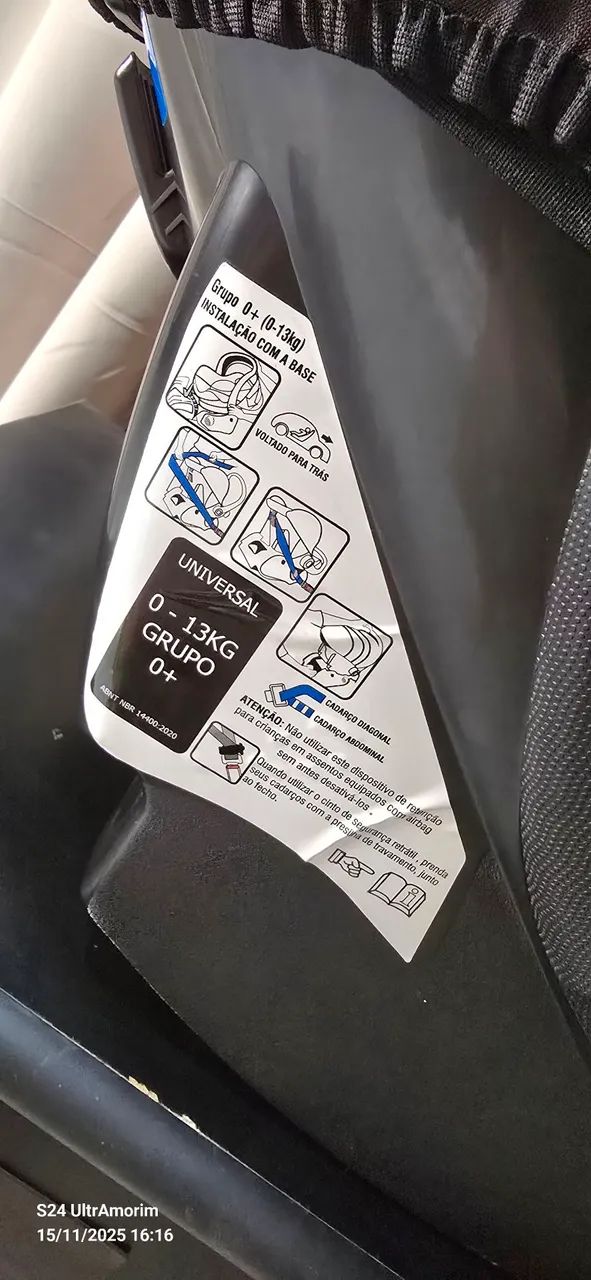 Grupo 0+ (0-13kg)
INSTALAÇÃO COM A BASE
VOLTADO PARA TRÁS
UNIVERSAL
0 - 13KG
GRUPO
0+
ABNT NBR 14400:2020
CADARÇO DIAGONAL
CADARÇO ABDOMINAL
ATENÇÃO: Não utilizar este dispositivo de retenção
para crianças em assentos equipados com airbag
sem antes desativá-los.
Quando utilizar o cinto de segurança retrátil, prenda
seus cadarços com a presilha de travamento, junto
ao fecho.
S24 UltrAmorim
15/11/2025 16:16